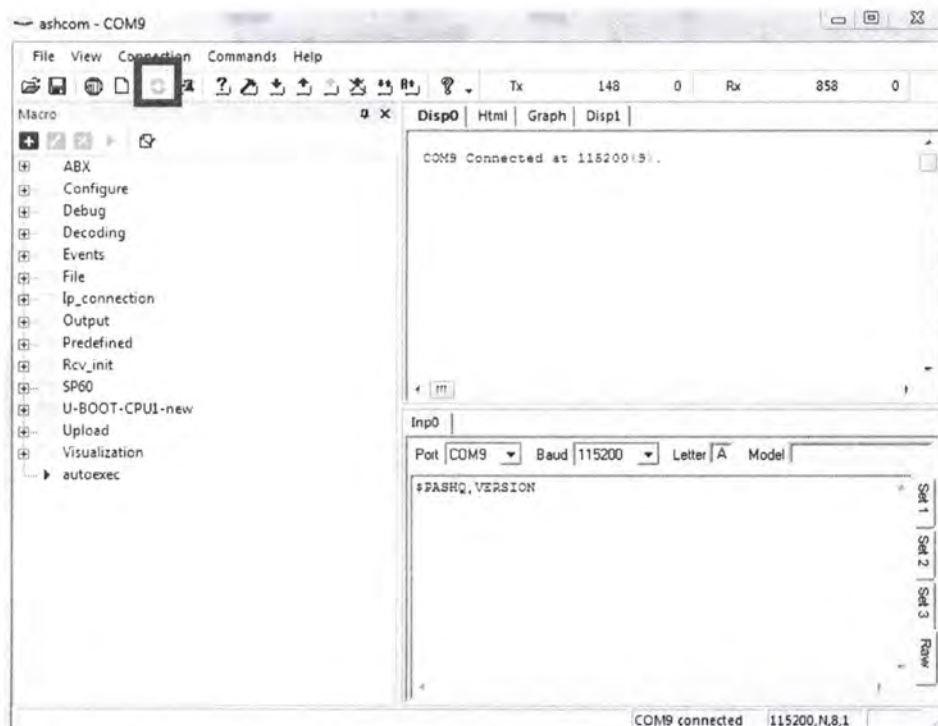 ashcom - COM9
File View Connection Commands Help
Tx 148 0 Rx 858 0
Macro
Disp0 Html Graph Disp1
COM9 Connected at 115200(9).
ABX
Configure
Debug
Decoding
Events
File
Ip_connection
Output
Predefined
Rcv_init
SP60
U-BOOT-CPU1-new
Upload
Visualization
autoexec
Inp0
Port COM9 Baud 115200 Letter A Model
$PASHQ,VERSION
Set 1
Set 2
Set 3
Raw
COM9 connected 115200,N,8,1